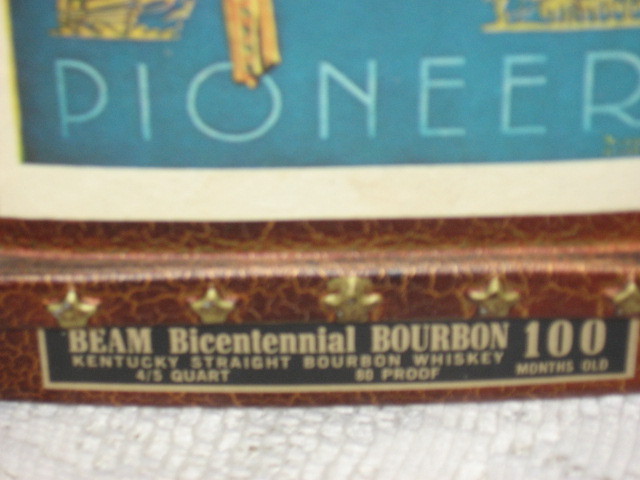 PIONEER
BEAM Bicentennial BOURBON 100
KENTUCKY STRAIGHT BOURBON WHISKEY MONTHS OLD
4/5 QUART 80 PROOF